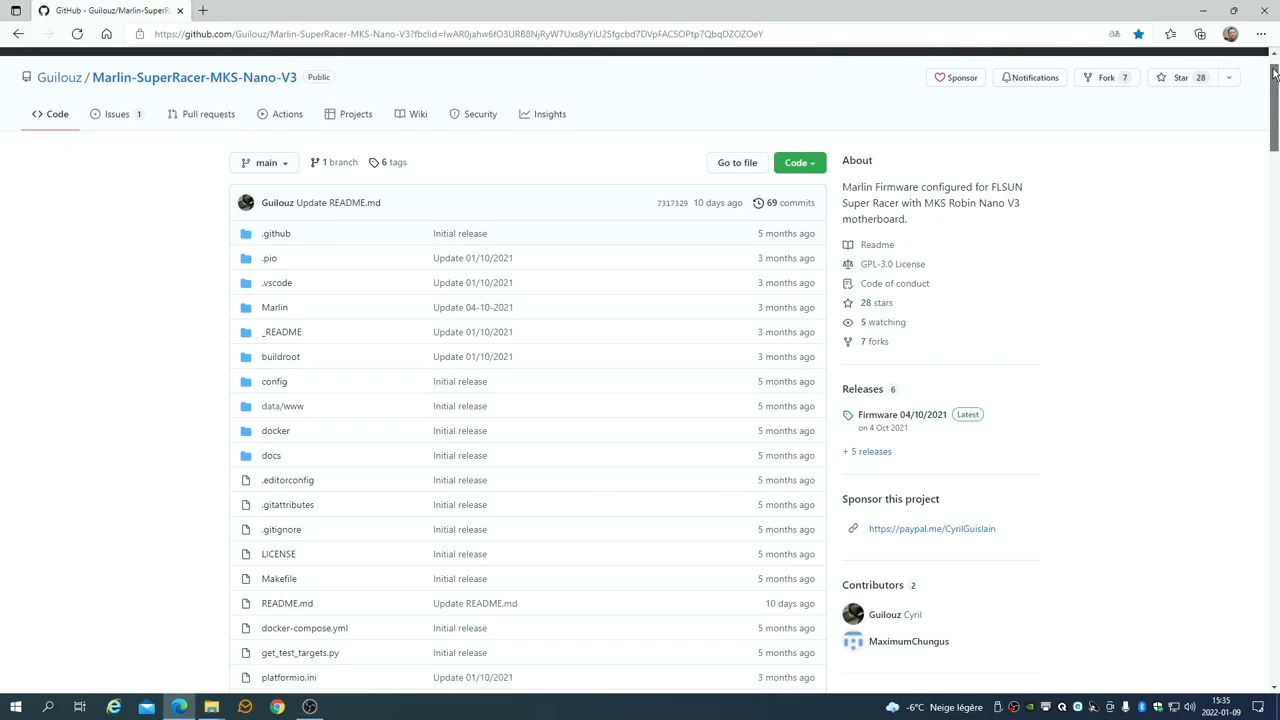 GitHub - Guilouz/Marlin-SuperR
https://github.com/Guilouz/Marlin-SuperRacer-MKS-Nano-V3?fbclid=IwAR0jahw6fO3URB8NjRyW7Uxs8yYiU2Sfgcbd7DVpFACSOPtp7QbqDZOZOeY
Guilouz / Marlin-SuperRacer-MKS-Nano-V3 Public
Sponsor Notifications Fork 7 Star 28
Code Issues 1 Pull requests Actions Projects Wiki Security Insights
main 1 branch 6 tags Go to file Code
Guilouz Update README.md 7317329 10 days ago 69 commits
.github Initial release 5 months ago
.pio Update 01/10/2021 3 months ago
.vscode Update 01/10/2021 3 months ago
Marlin Update 04-10-2021 3 months ago
_README Update 01/10/2021 3 months ago
buildroot Update 01/10/2021 3 months ago
config Initial release 5 months ago
data/www Initial release 5 months ago
docker Initial release 5 months ago
docs Initial release 5 months ago
.editorconfig Initial release 5 months ago
.gitattributes Initial release 5 months ago
.gitignore Initial release 5 months ago
LICENSE Initial release 5 months ago
Makefile Initial release 5 months ago
README.md Update README.md 10 days ago
docker-compose.yml Initial release 5 months ago
get_test_targets.py Initial release 5 months ago
platformio.ini Update 01/10/2021 3 months ago
About
Marlin Firmware configured for FLSUN
Super Racer with MKS Robin Nano V3
motherboard.
Readme
GPL-3.0 License
Code of conduct
28 stars
5 watching
7 forks
Releases 6
Firmware 04/10/2021 Latest
on 4 Oct 2021
+ 5 releases
Sponsor this project
https://paypal.me/CyrilGuislain
Contributors 2
Guilouz Cyril
MaximumChungus
-6°C Neige légère
15:35
2022-01-09